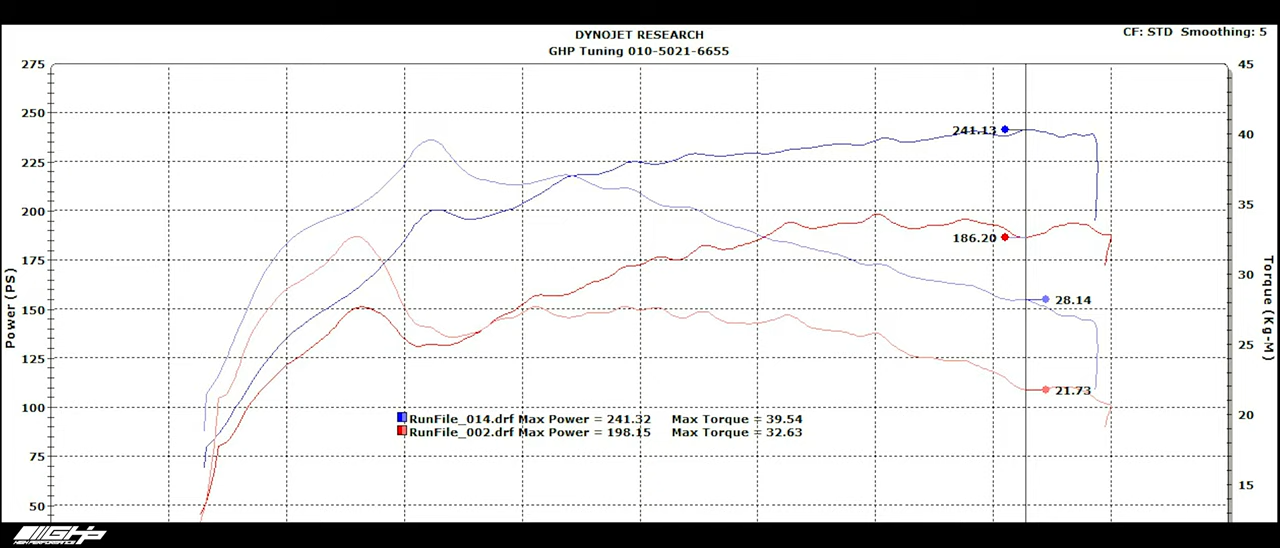 DYNOJET RESEARCH
CF: STD Smoothing: 5
GHP Tuning 010-5021-6655
275
250
225
200
175
150
125
100
75
50
Power (PS)
45
40
35
30
25
20
15
Torque (Kg-M)
241.13
186.20
28.14
21.73
RunFile_014.drf Max Power = 241.32 Max Torque = 39.54
RunFile_002.drf Max Power = 198.15 Max Torque = 32.63
GHP
HIGH PERFORMANCE